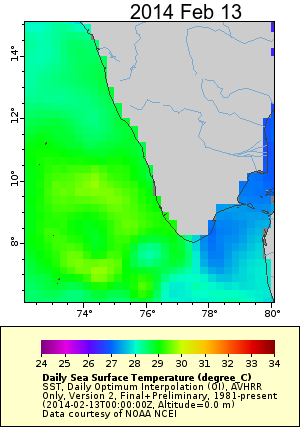 2014 Feb 13
14°
12°
10°
8°
74° 76° 78° 80°
24 25 26 27 28 29 30 31 32 33 34
Daily Sea Surface Temperature (degree_C)
SST, Daily Optimum Interpolation (OI), AVHRR
Only, Version 2, Final+Preliminary, 1981-present
(2014-02-13T00:00:00Z, Altitude=0.0 m)
Data courtesy of NOAA NCEI